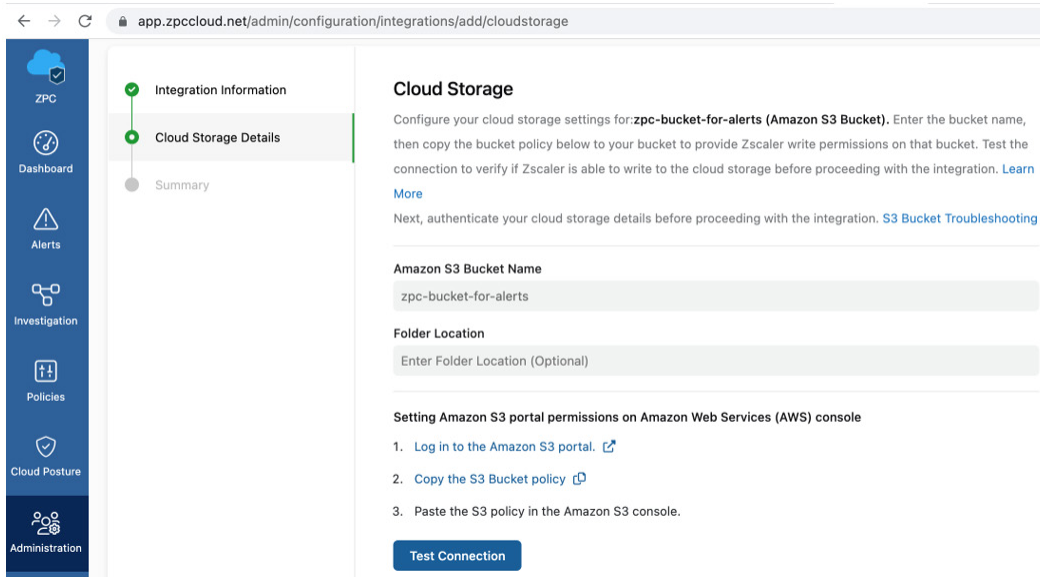 app.zpccloud.net/admin/configuration/integrations/add/cloudstorage
ZPC
Dashboard
Alerts
Investigation
Policies
Cloud Posture
Administration
Integration Information
Cloud Storage Details
Summary
Cloud Storage
Configure your cloud storage settings for:zpc-bucket-for-alerts (Amazon S3 Bucket). Enter the bucket name,
then copy the bucket policy below to your bucket to provide Zscaler write permissions on that bucket. Test the
connection to verify if Zscaler is able to write to the cloud storage before proceeding with the integration. Learn
More
Next, authenticate your cloud storage details before proceeding with the integration. S3 Bucket Troubleshooting
Amazon S3 Bucket Name
zpc-bucket-for-alerts
Folder Location
Enter Folder Location (Optional)
Setting Amazon S3 portal permissions on Amazon Web Services (AWS) console
1. Log in to the Amazon S3 portal.
2. Copy the S3 Bucket policy
3. Paste the S3 policy in the Amazon S3 console.
Test Connection